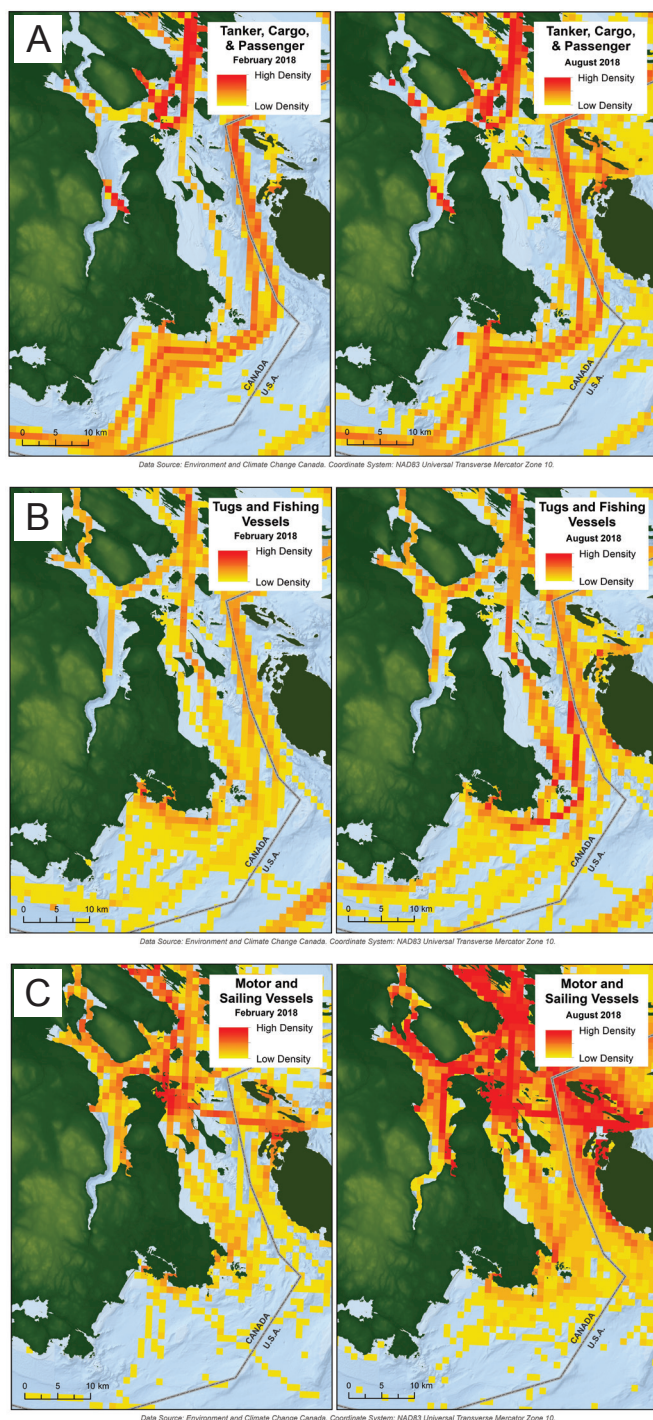 A
Tanker, Cargo,
& Passenger
February 2018
High Density
Low Density
CANADA
U.S.A.
0 5 10 km
Tanker, Cargo,
& Passenger
August 2018
High Density
Low Density
CANADA
U.S.A.
0 5 10 km
Data Source: Environment and Climate Change Canada. Coordinate System: NAD83 Universal Transverse Mercator Zone 10.
B
Tugs and Fishing
Vessels
February 2018
High Density
Low Density
CANADA
U.S.A.
0 5 10 km
Tugs and Fishing
Vessels
August 2018
High Density
Low Density
CANADA
U.S.A.
0 5 10 km
Data Source: Environment and Climate Change Canada. Coordinate System: NAD83 Universal Transverse Mercator Zone 10.
C
Motor and
Sailing Vessels
February 2018
High Density
Low Density
CANADA
U.S.A.
0 5 10 km
Motor and
Sailing Vessels
August 2018
High Density
Low Density
CANADA
U.S.A.
0 5 10 km
Data Source: Environment and Climate Change Canada. Coordinate System: NAD83 Universal Transverse Mercator Zone 10.